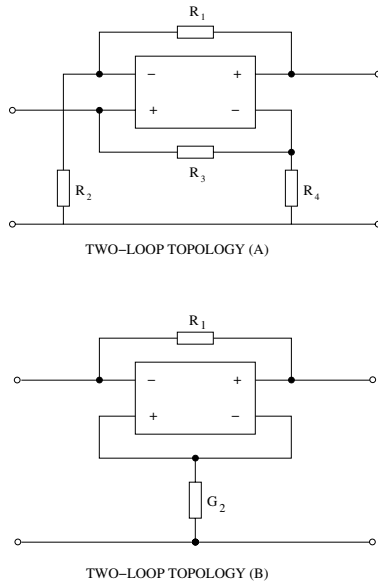 R1
− +
+ −
R3
R2
R4
TWO−LOOP TOPOLOGY (A)
R1
− +
+ −
G2
TWO−LOOP TOPOLOGY (B)